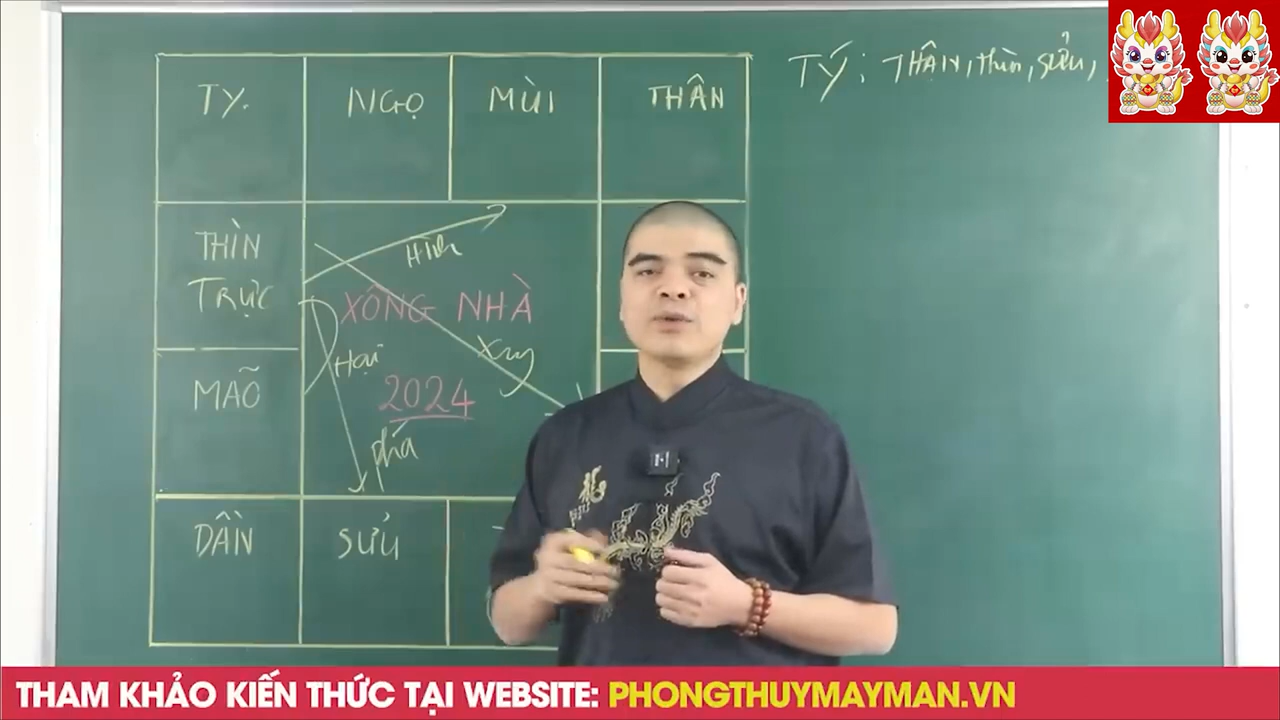 TÝ: THÂN, thìn, sửu,
TỴ.
NGỌ
MÙI
THÂN
THÌN
TRỰC
Hình
XÔNG NHÀ
Xung
Hại
MÃO
2024
phá
DẦN
SỬU
龍
THAM KHẢO KIẾN THỨC TẠI WEBSITE: PHONGTHUYMAYMAN.VN